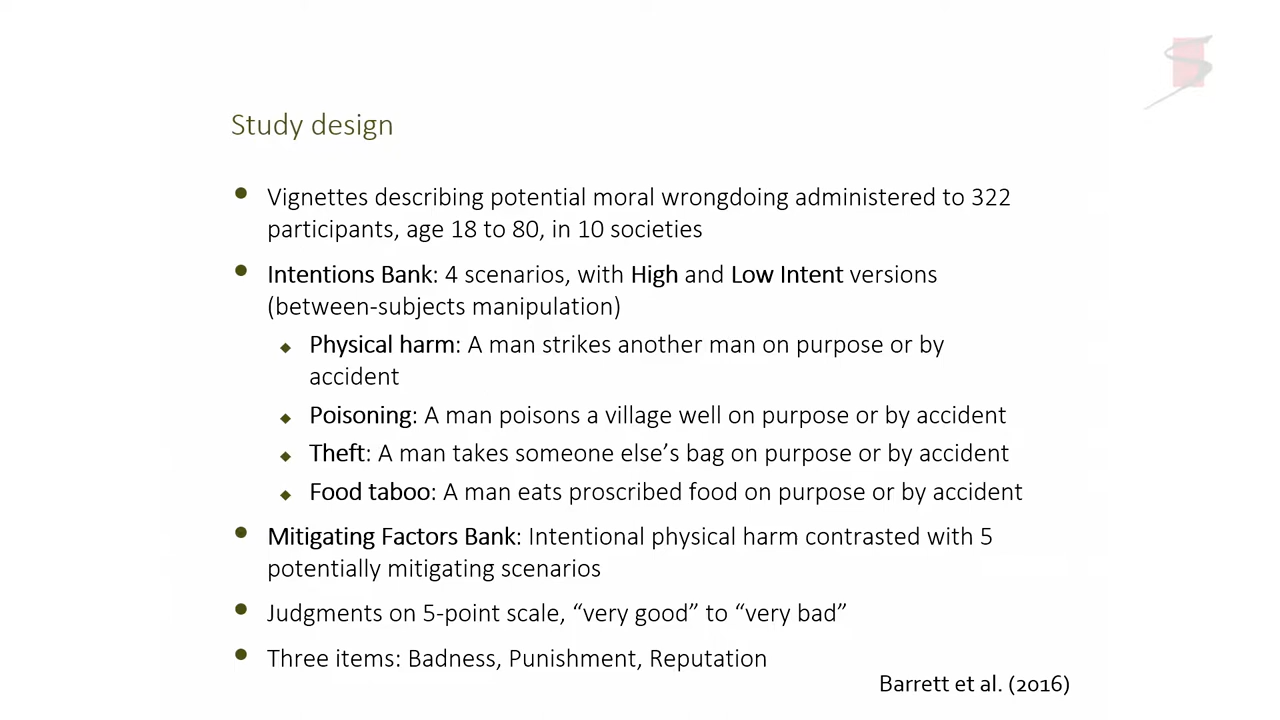 Study design
Vignettes describing potential moral wrongdoing administered to 322
participants, age 18 to 80, in 10 societies
Intentions Bank: 4 scenarios, with High and Low Intent versions
(between-subjects manipulation)
Physical harm: A man strikes another man on purpose or by
accident
Poisoning: A man poisons a village well on purpose or by accident
Theft: A man takes someone else’s bag on purpose or by accident
Food taboo: A man eats proscribed food on purpose or by accident
Mitigating Factors Bank: Intentional physical harm contrasted with 5
potentially mitigating scenarios
Judgments on 5-point scale, “very good” to “very bad”
Three items: Badness, Punishment, Reputation
Barrett et al. (2016)